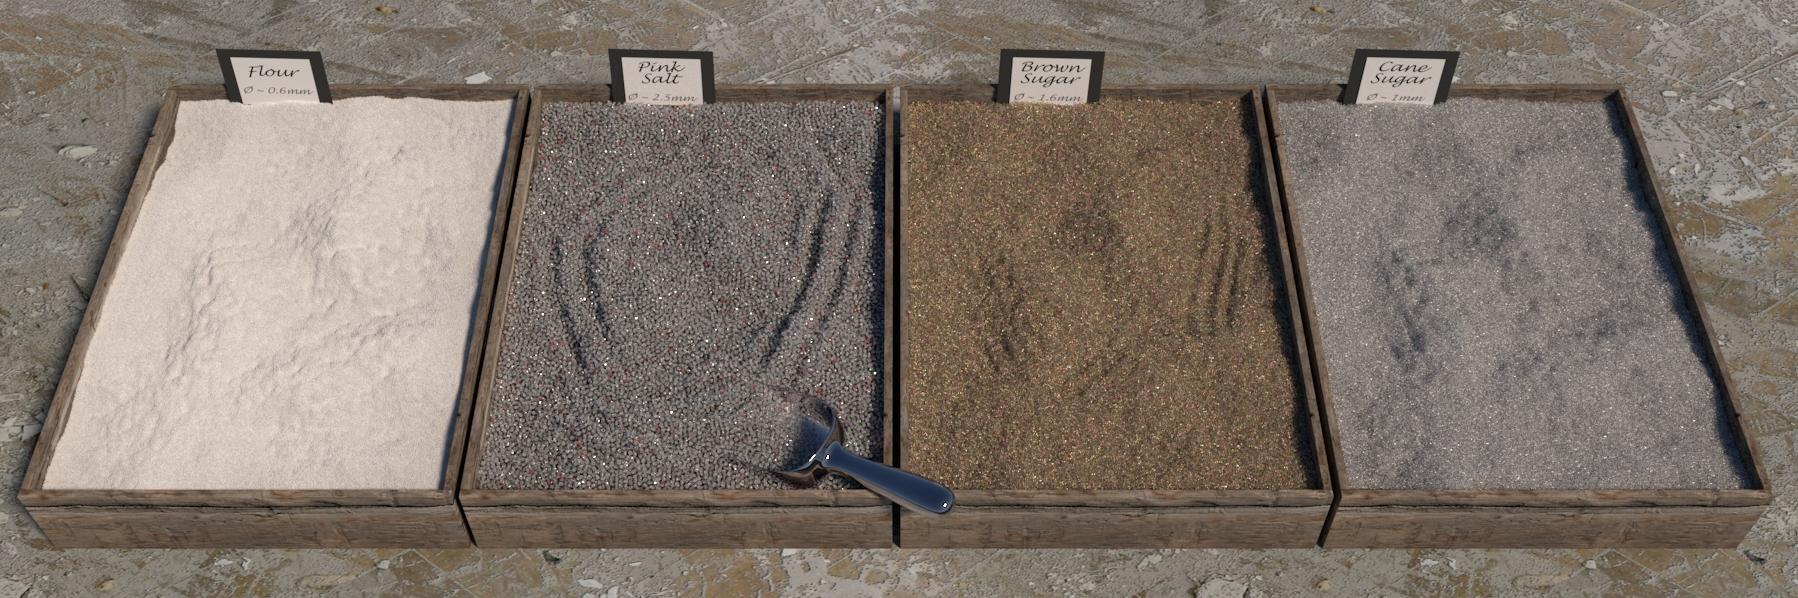 Flour
Ø ~ 0.6mm
Pink
Salt
Ø ~ 2.5mm
Brown
Sugar
Ø ~ 1.6mm
Cane
Sugar
Ø ~ 1mm